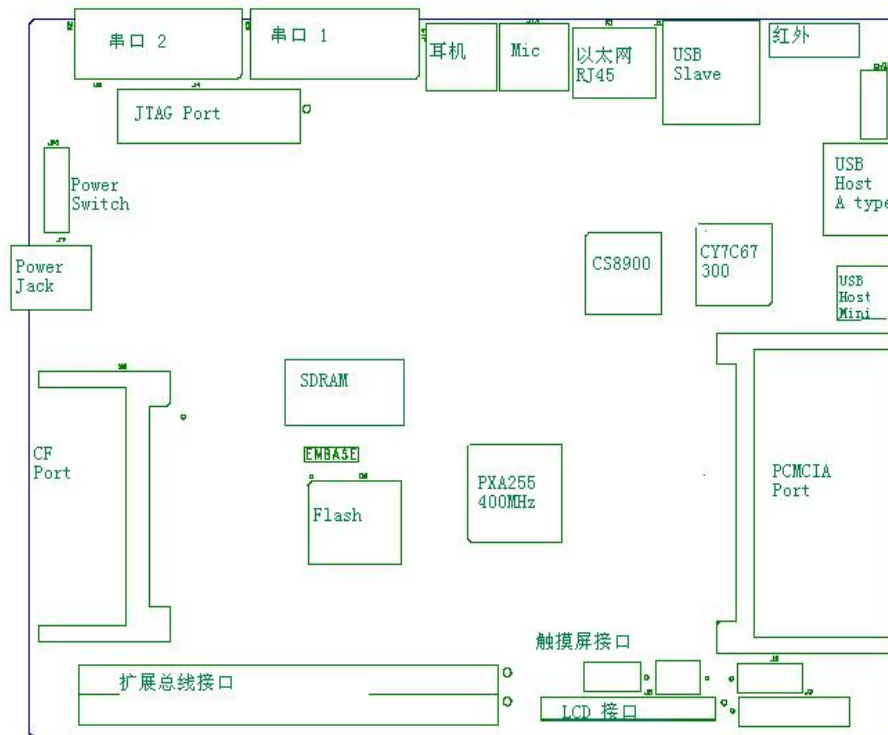 串口 2
串口 1
耳机
Mic
以太网
RJ45
USB
Slave
红外
JTAG Port
Power
Switch
USB
Host
A type
Power
Jack
CS8900
CY7C67
300
USB
Host
Mini
SDRAM
CF
Port
EMBASE
PXA255
400MHz
PCMCIA
Port
Flash
触摸屏接口
扩展总线接口
LCD 接口